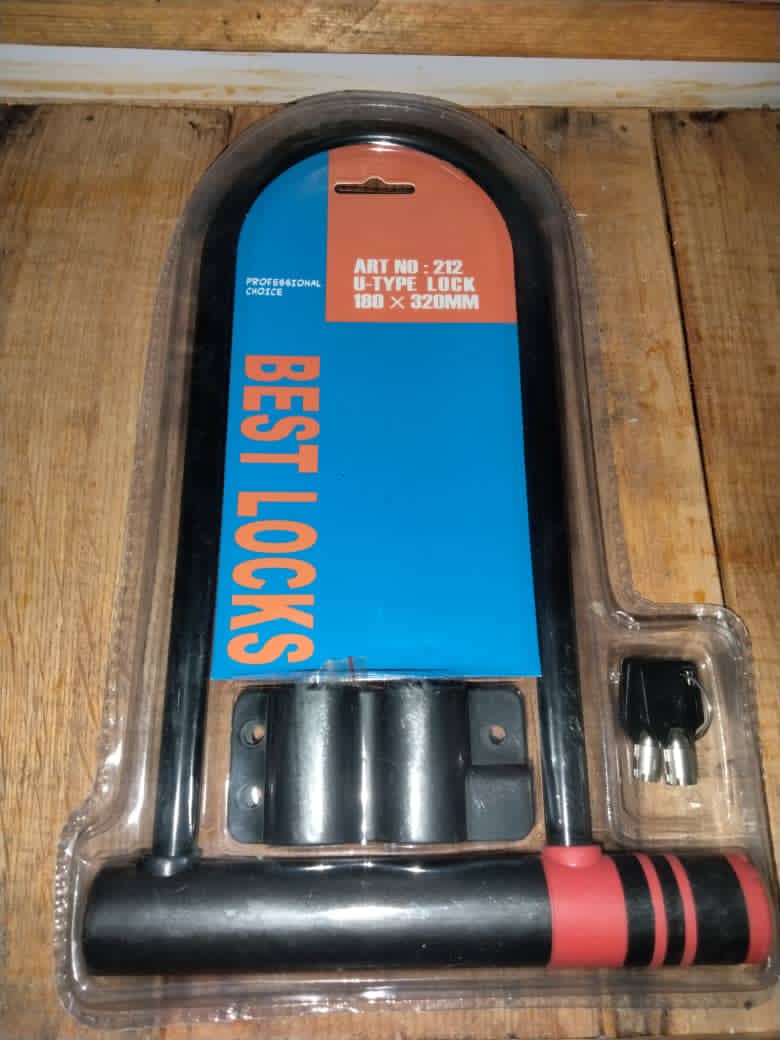 ART NO : 212
U-TYPE LOCK
180 × 320MM
PROFESSIONAL
CHOICE
BEST LOCKS